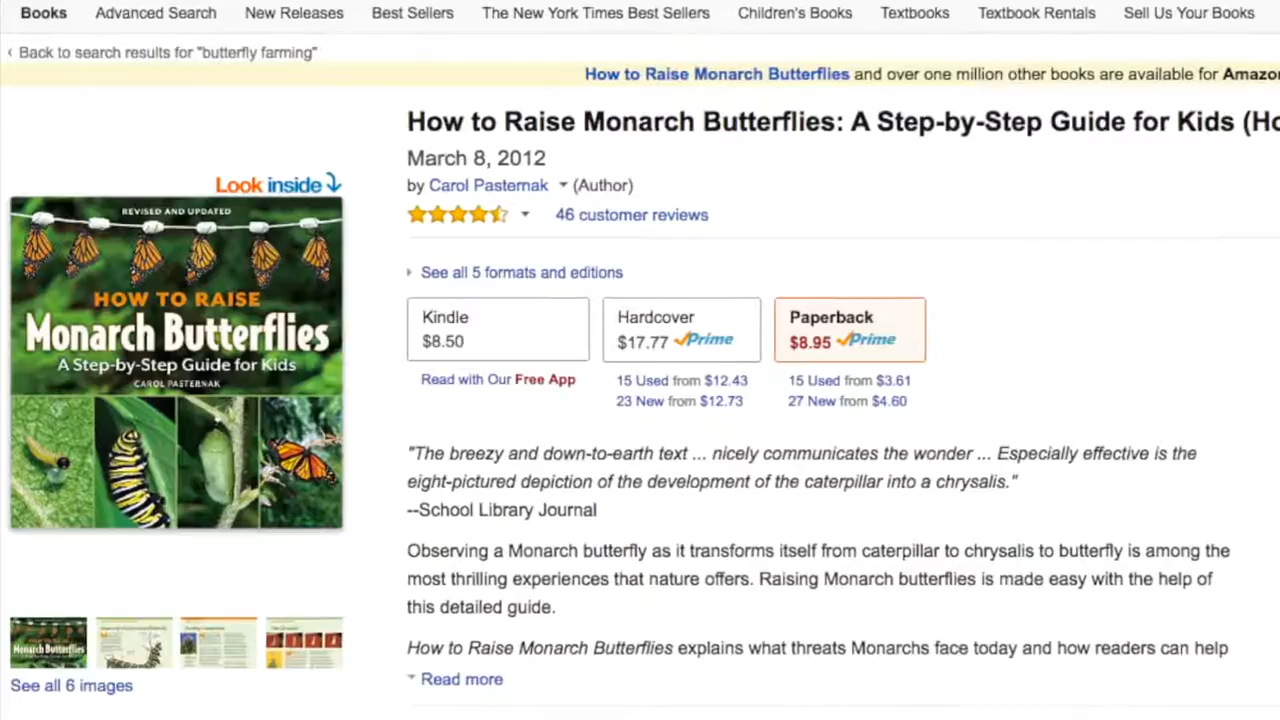 Books Advanced Search New Releases Best Sellers The New York Times Best Sellers Children's Books Textbooks Textbook Rentals Sell Us Your Books
‹ Back to search results for "butterfly farming"
How to Raise Monarch Butterflies and over one million other books are available for Amazo
How to Raise Monarch Butterflies: A Step-by-Step Guide for Kids (Ho
March 8, 2012
by Carol Pasternak (Author)
46 customer reviews
Look inside
REVISED AND UPDATED
HOW TO RAISE
Monarch Butterflies
A Step-by-Step Guide for Kids
CAROL PASTERNAK
See all 5 formats and editions
Kindle
$8.50
Hardcover
$17.77 Prime
Paperback
$8.95 Prime
Read with Our Free App
15 Used from $12.43
23 New from $12.73
15 Used from $3.61
27 New from $4.60
"The breezy and down-to-earth text ... nicely communicates the wonder ... Especially effective is the
eight-pictured depiction of the development of the caterpillar into a chrysalis."
--School Library Journal
Observing a Monarch butterfly as it transforms itself from caterpillar to chrysalis to butterfly is among the
most thrilling experiences that nature offers. Raising Monarch butterflies is made easy with the help of
this detailed guide.
How to Raise Monarch Butterflies explains what threats Monarchs face today and how readers can help
Read more
Monarch Butterflies
See all 6 images